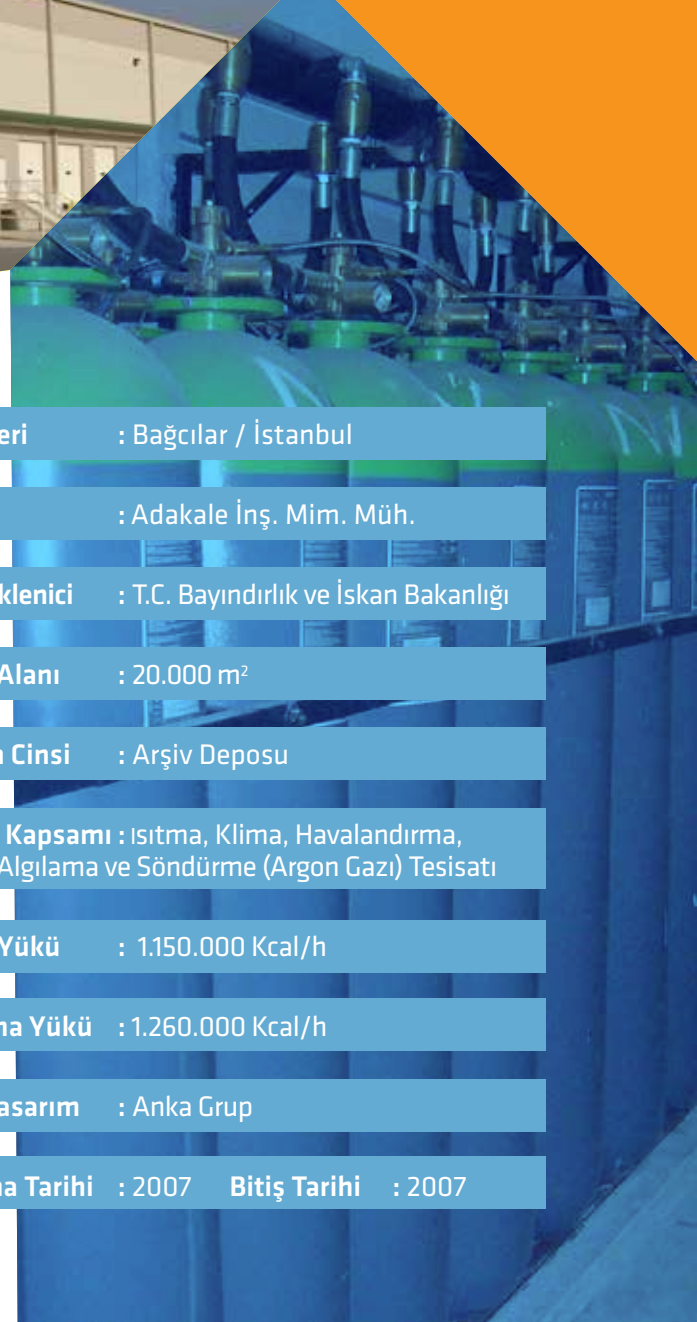 eri : Bağcılar / İstanbul
: Adakale İnş. Mim. Müh.
klenici : T.C. Bayındırlık ve İskan Bakanlığı
Alanı : 20.000 m²
Cinsi : Arşiv Deposu
Kapsamı : Isıtma, Klima, Havalandırma,
Algılama ve Söndürme (Argon Gazı) Tesisatı
Yükü : 1.150.000 Kcal/h
ma Yükü : 1.260.000 Kcal/h
asarım : Anka Grup
ma Tarihi : 2007 Bitiş Tarihi : 2007